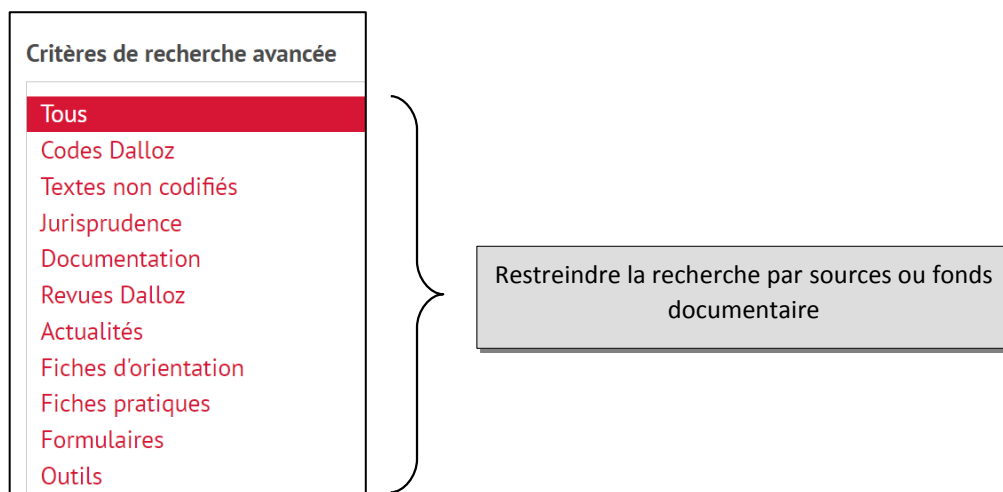 Critères de recherche avancée
Tous
Codes Dalloz
Textes non codifiés
Jurisprudence
Documentation
Revues Dalloz
Actualités
Fiches d'orientation
Fiches pratiques
Formulaires
Outils
Restreindre la recherche par sources ou fonds
documentaire